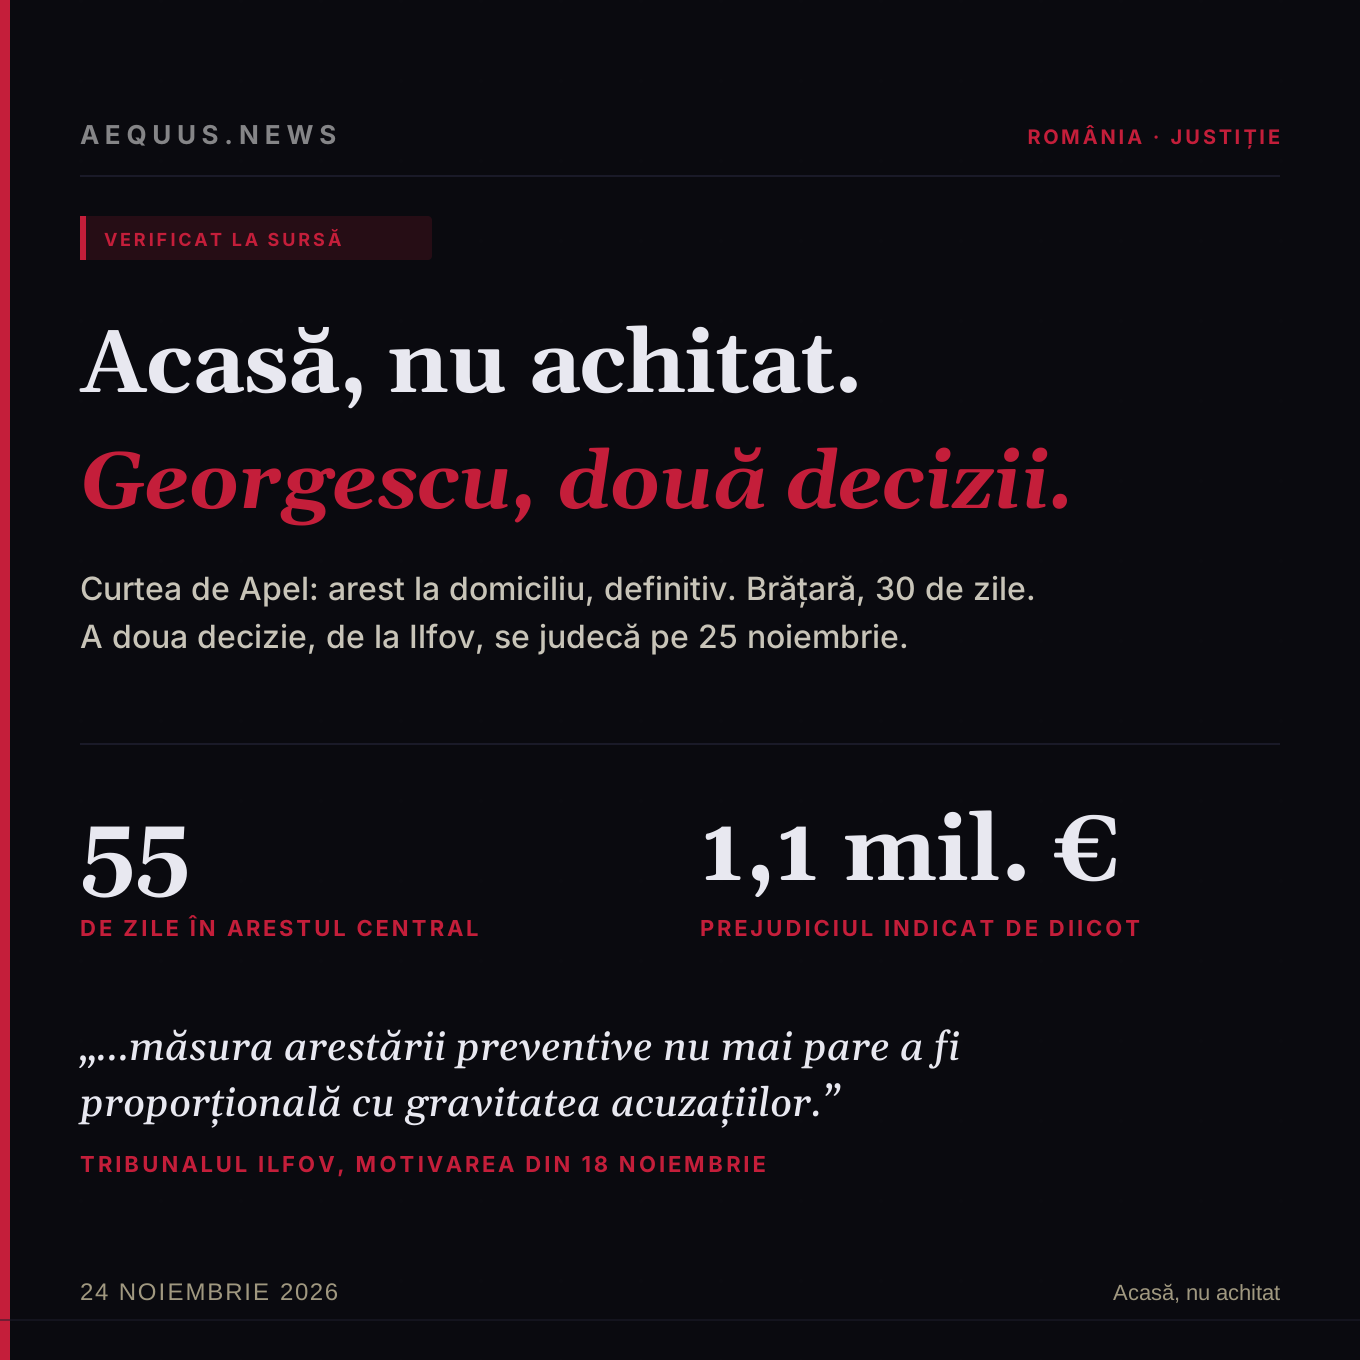 AEQUUS.NEWS
ROMÂNIA · JUSTIȚIE
VERIFICAT LA SURSĂ
Acasă, nu achitat.
Georgescu, două decizii.
Curtea de Apel: arest la domiciliu, definitiv. Brățară, 30 de zile.
A doua decizie, de la Ilfov, se judecă pe 25 noiembrie.
55
DE ZILE ÎN ARESTUL CENTRAL
1,1 mil. €
PREJUDICIUL INDICAT DE DIICOT
„...măsura arestării preventive nu mai pare a fi
proporțională cu gravitatea acuzațiilor.”
TRIBUNALUL ILFOV, MOTIVAREA DIN 18 NOIEMBRIE
24 NOIEMBRIE 2026
Acasă, nu achitat